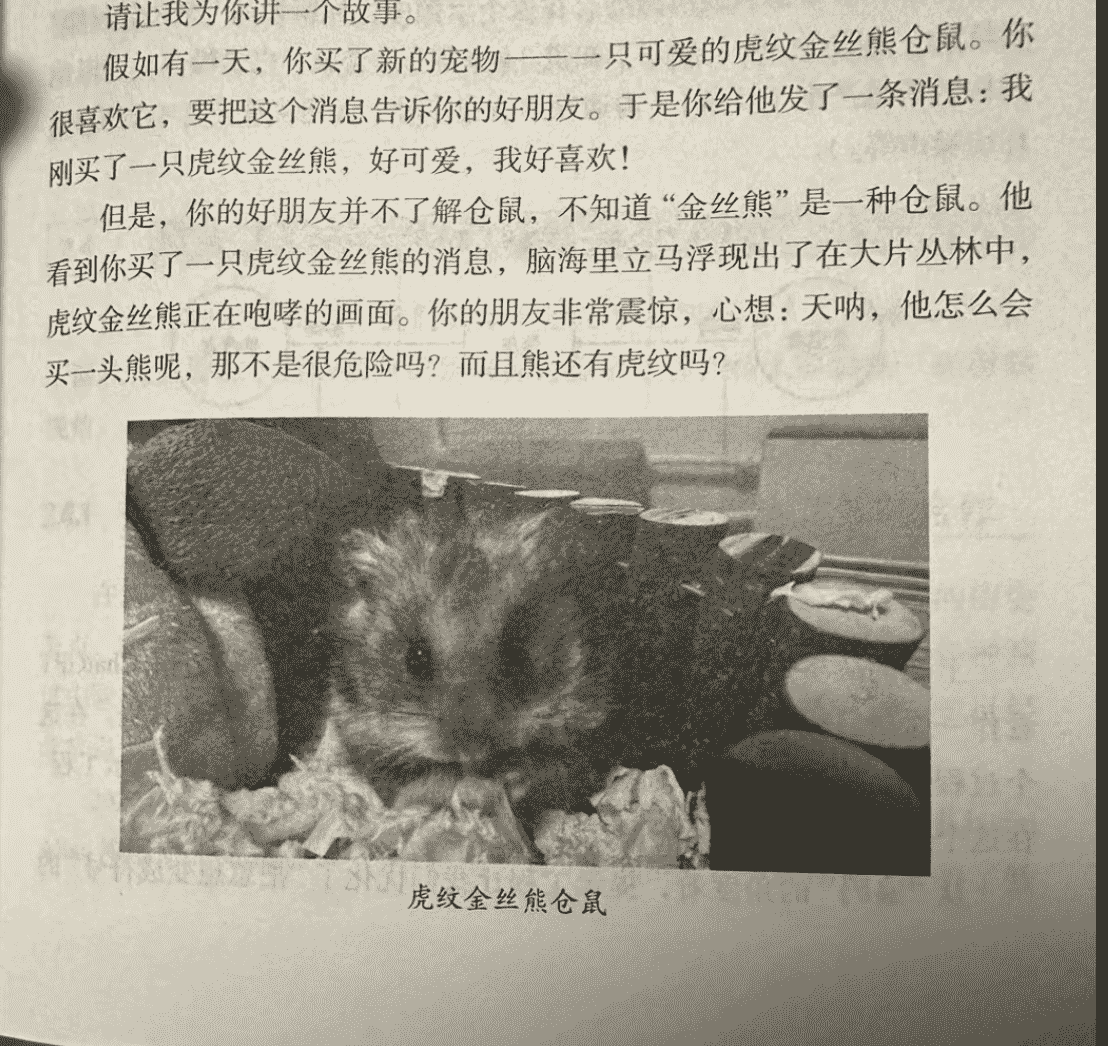 请让我为你讲一个故事。
假如有一天，你买了新的宠物——一只可爱的虎纹金丝熊仓鼠。你
很喜欢它，要把这个消息告诉你的好朋友。于是你给他发了一条消息：我
刚买了一只虎纹金丝熊，好可爱，我好喜欢！
但是，你的好朋友并不了解仓鼠，不知道“金丝熊”是一种仓鼠。他
看到你买了一只虎纹金丝熊的消息，脑海里立马浮现出了在大片丛林中，
虎纹金丝熊正在咆哮的画面。你的朋友非常震惊，心想：天呐，他怎么会
买一头熊呢，那不是很危险吗？而且熊还有虎纹吗？
虎纹金丝熊仓鼠